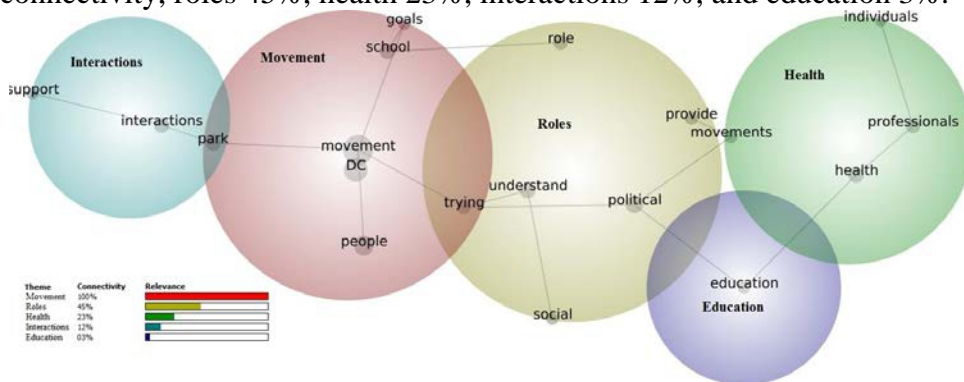 connectivity, roles 45%, health 23%, interactions 12%, and education 3%.
goals
individuals
school
role
Interactions
Movement
Health
support
interactions
provide
professionals
Roles
park
movements
movement
DC
health
understand
trying
political
people
education
Education
social
Theme Connectivity Relevance
Movement 100%
Roles 45%
Health 23%
Interactions 12%
Education 03%